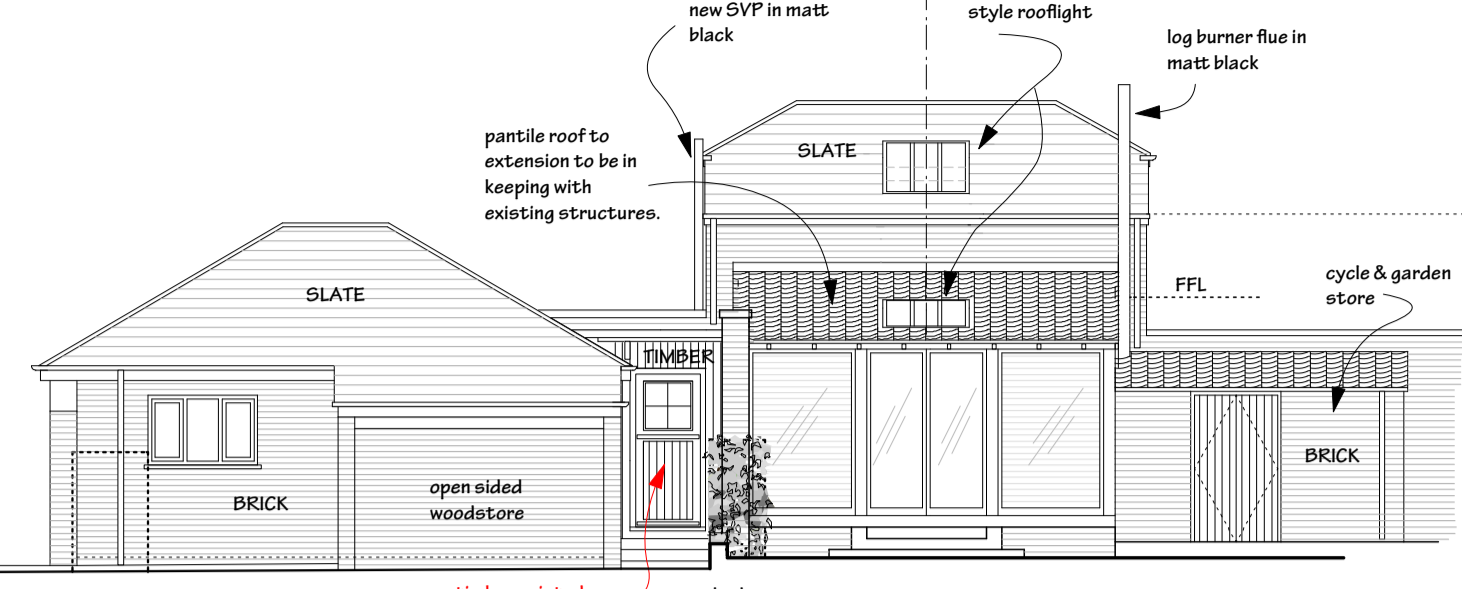 new SVP in matt
black
style rooflight
log burner flue in
matt black
pantile roof to
extension to be in
keeping with
existing structures.
SLATE
SLATE
FFL
cycle & garden
store
TIMBER
BRICK
open sided
woodstore
BRICK